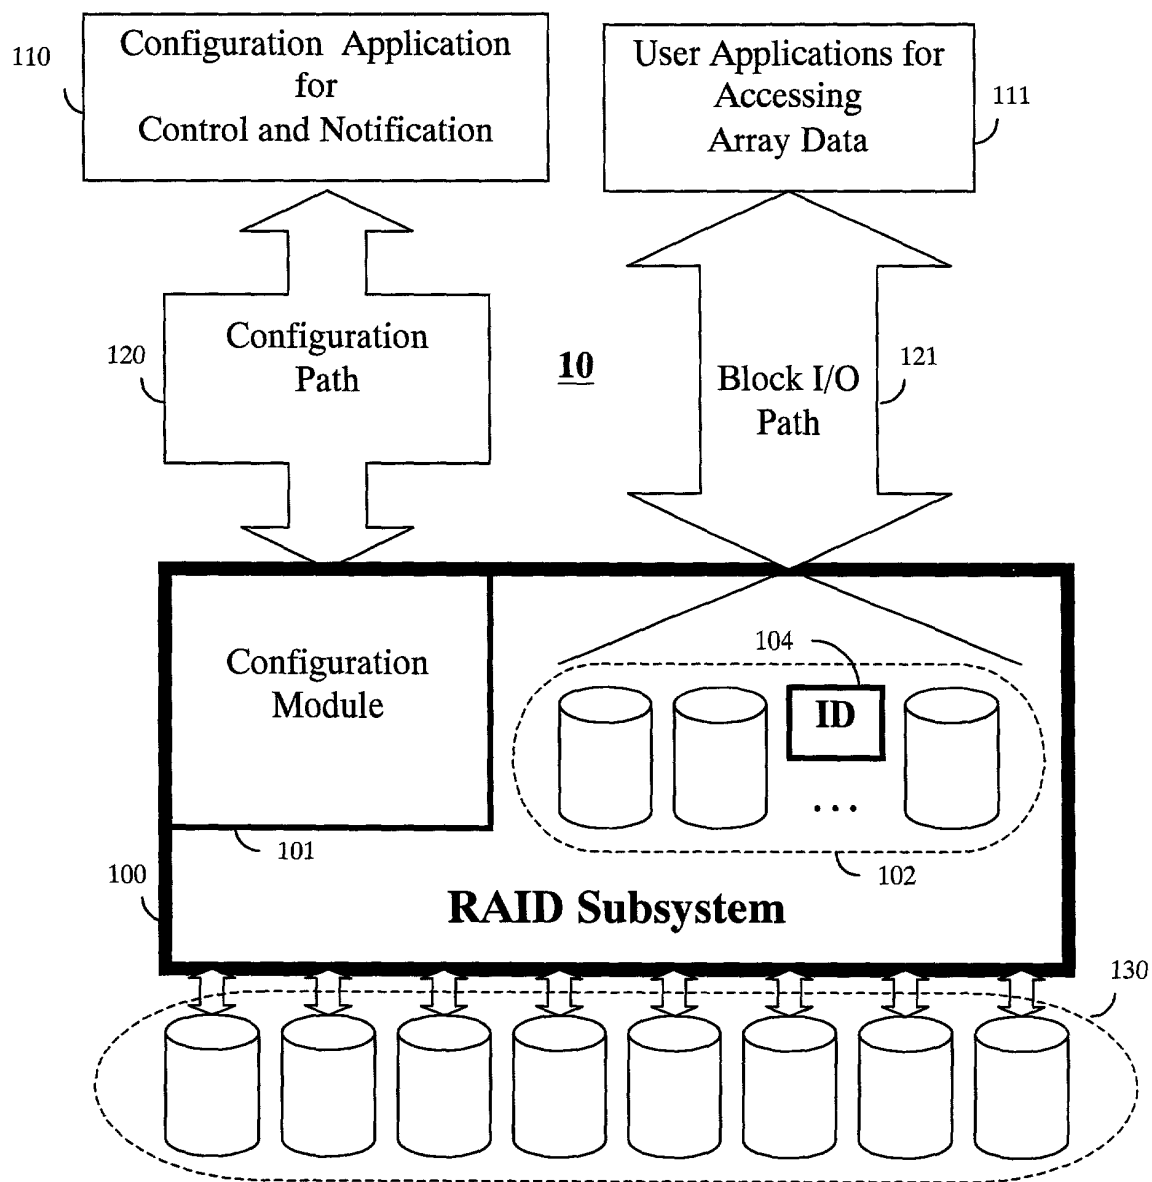 110
Configuration Application
for
Control and Notification
User Applications for
Accessing
Array Data
111
120
Configuration
Path
10
Block I/O
Path
121
Configuration
Module
104
ID
...
101
102
100
RAID Subsystem
130